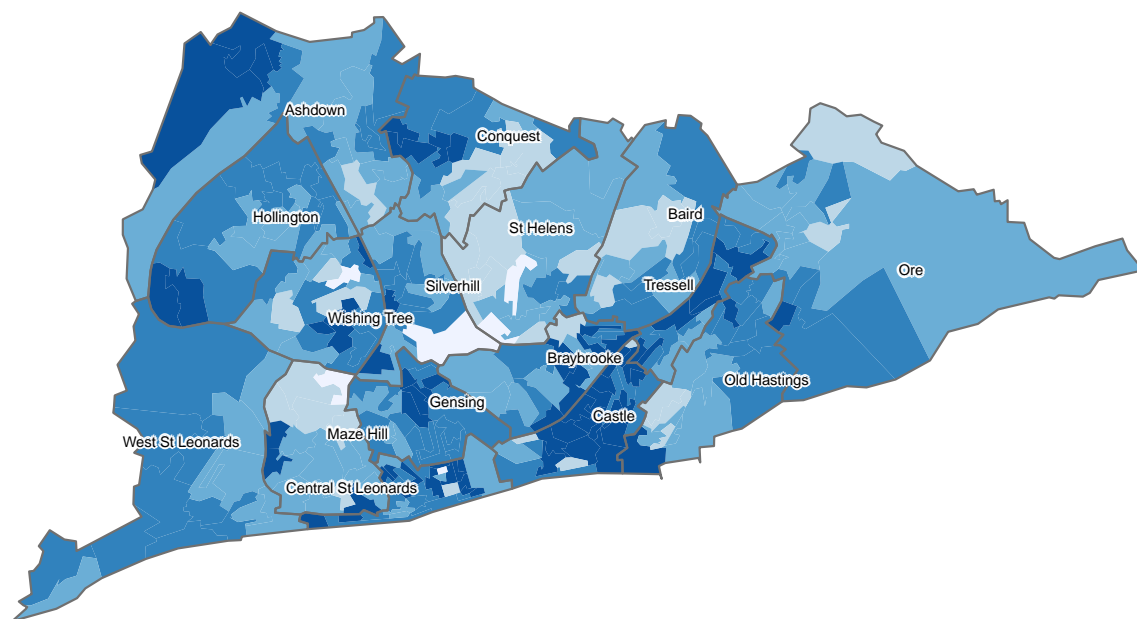 Ashdown
Conquest
Hollington
Baird
St Helens
Ore
Silverhill
Tressell
Wishing Tree
Braybrooke
Old Hastings
Gensing
Castle
Maze Hill
West St Leonards
Central St Leonards